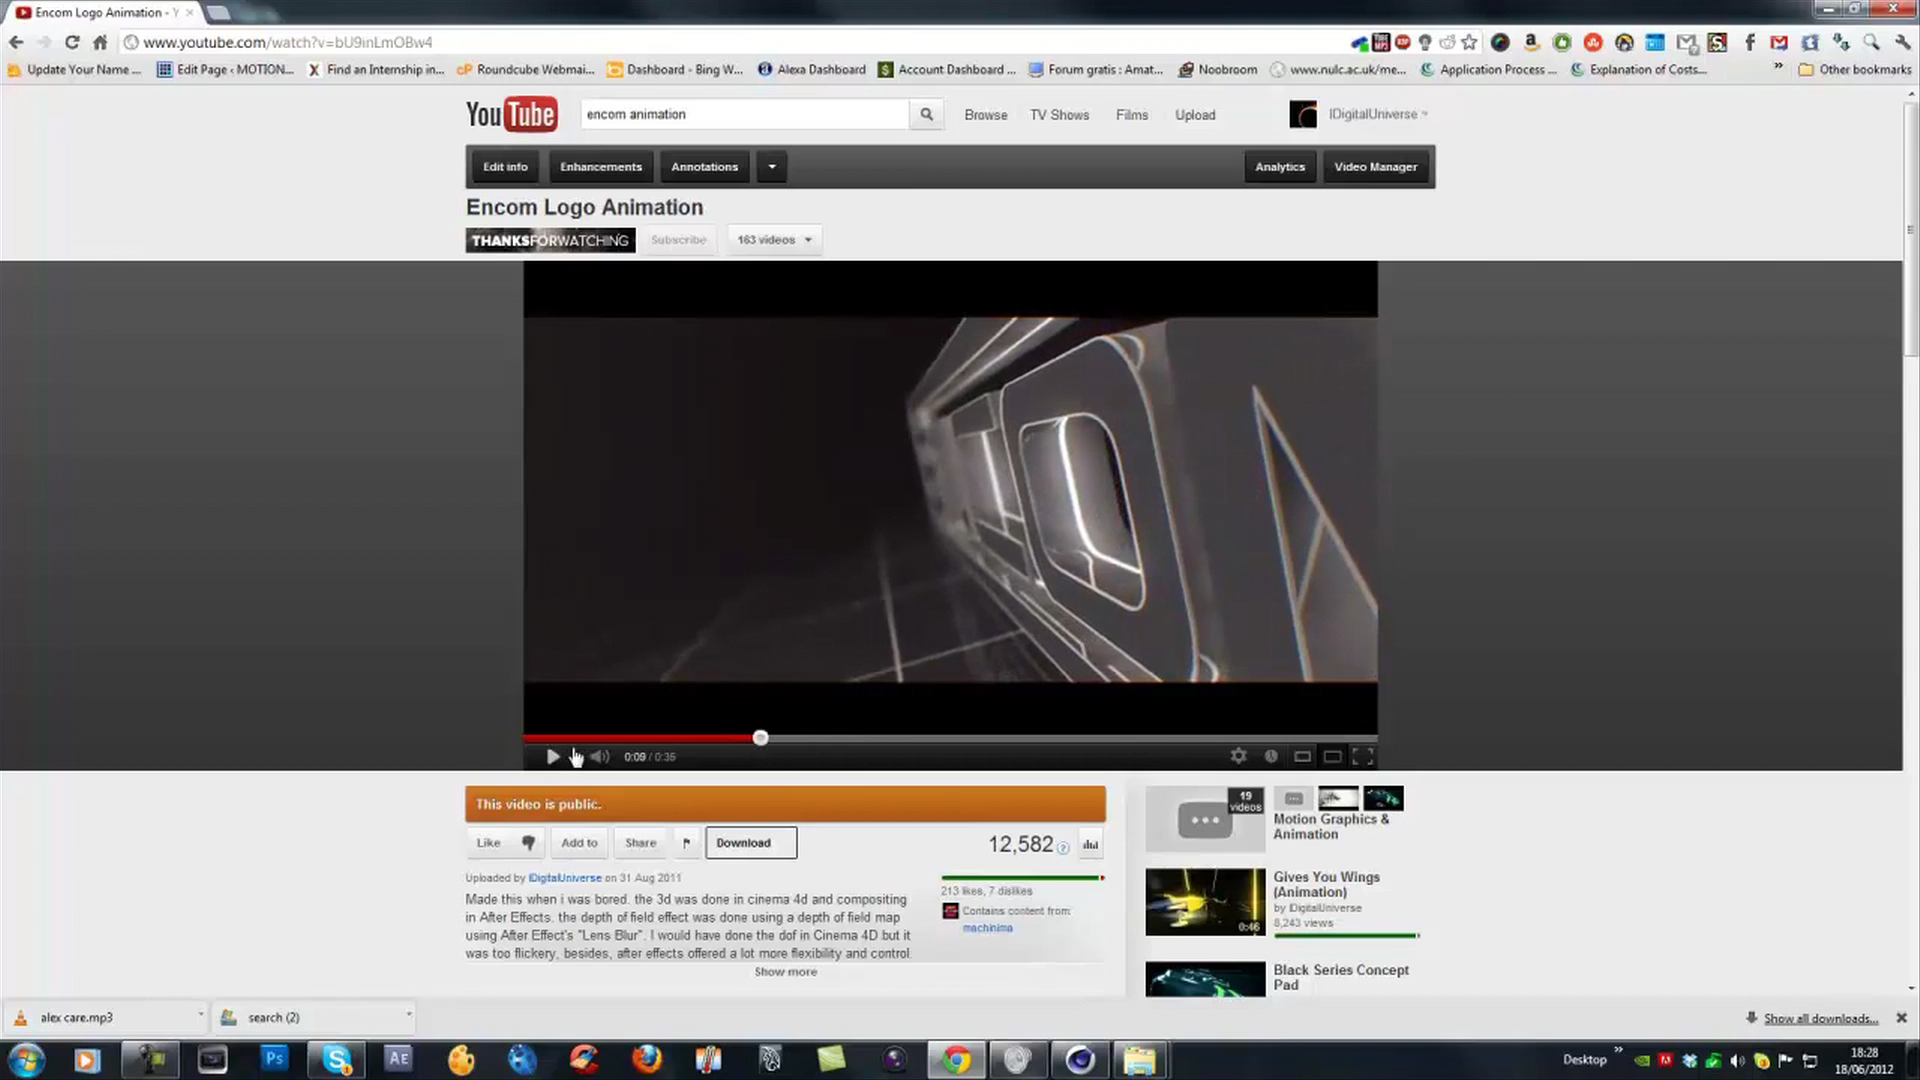 Encom Logo Animation - Y
www.youtube.com/watch?v=bU9inLmOBw4
Update Your Name ...
Edit Page ‹ MOTION...
Find an Internship in...
Roundcube Webmai...
Dashboard - Bing W...
Alexa Dashboard
Account Dashboard ...
Forum gratis : Amat...
Noobroom
www.nulc.ac.uk/me...
Application Process ...
Explanation of Costs...
Other bookmarks
YouTube
encom animation
Browse
TV Shows
Films
Upload
IDigitalUniverse
Edit info
Enhancements
Annotations
Analytics
Video Manager
Encom Logo Animation
THANKSFORWATCHING
Subscribe
163 videos
0:09 / 0:35
This video is public.
Like
Add to
Share
Download
12,582
Uploaded by IDigitalUniverse on 31 Aug 2011
Made this when i was bored. the 3d was done in cinema 4d and compositing
in After Effects. the depth of field effect was done using a depth of field map
using After Effect's "Lens Blur". I would have done the dof in Cinema 4D but it
was too flickery, besides, after effects offered a lot more flexibility and control.
Show more
213 likes, 7 dislikes
Contains content from:
machinima
19
videos
Motion Graphics &
Animation
0:46
Gives You Wings
(Animation)
by IDigitalUniverse
8,243 views
Black Series Concept
Pad
alex care.mp3
search (2)
Show all downloads...
Ps
Ae
Desktop
18:28
18/06/2012